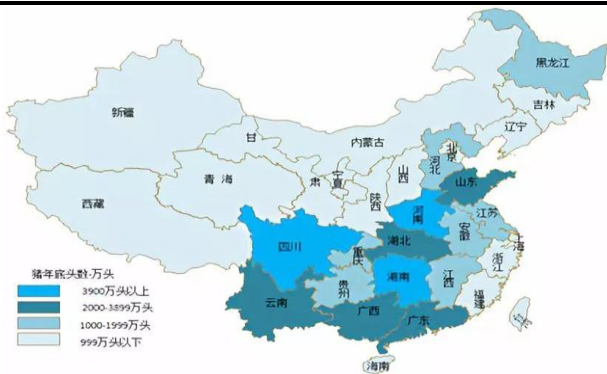 黑龙江
吉林
辽宁
新疆
甘
内蒙古
北京
河北
山西
宁夏
青海
肃
陕西
山东
西藏
河南
江苏
安徽
上海
四川
重庆
湖北
浙江
湖南
江西
贵州
福建
云南
广西
广东
海南
猪年底头数-万头
3900万头以上
2000-3899万头
1000-1999万头
999万头以下